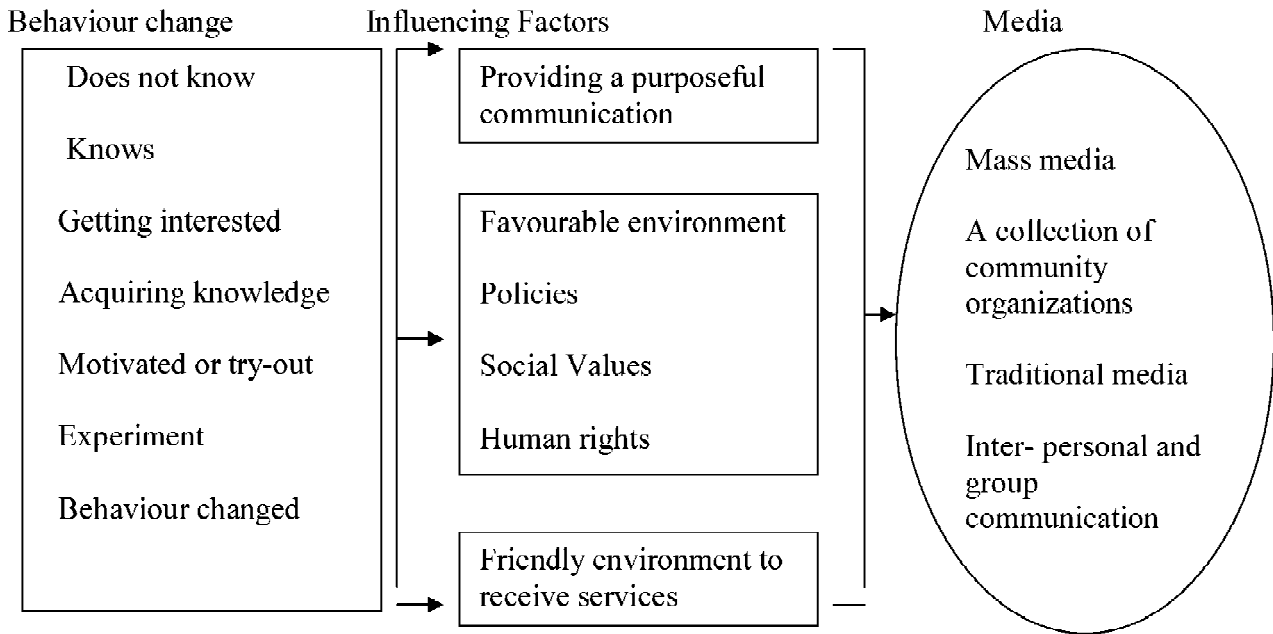 Behaviour change
Does not know
Knows
Getting interested
Acquiring knowledge
Motivated or try-out
Experiment
Behaviour changed
Influencing Factors
Providing a purposeful
communication
Favourable environment
Policies
Social Values
Human rights
Friendly environment to
receive services
Media
Mass media
A collection of
community
organizations
Traditional media
Inter- personal and
group
communication